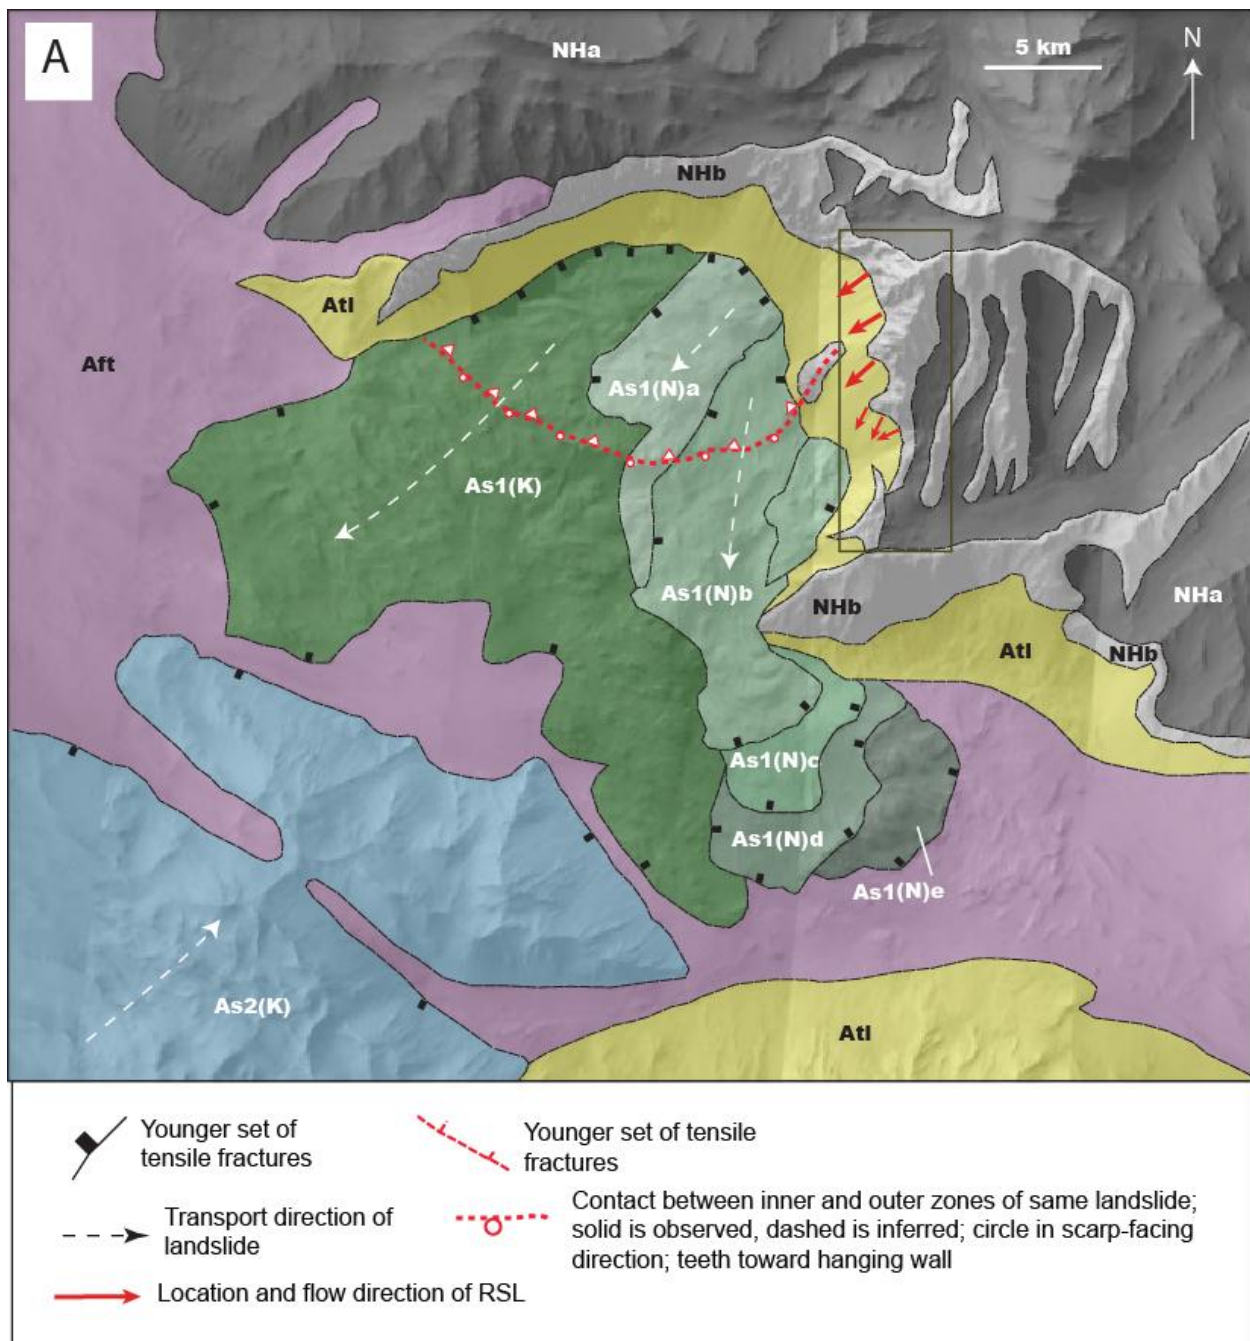 A
NHa
5 km
N
NHb
Atl
Aft
As1(N)a
As1(K)
As1(N)b
NHb
NHa
Atl
NHb
As1(N)c
As1(N)d
As1(N)e
As2(K)
Atl
Younger set of
tensile fractures
Younger set of tensile
fractures
Transport direction of
landslide
Contact between inner and outer zones of same landslide;
solid is observed, dashed is inferred; circle in scarp-facing
direction; teeth toward hanging wall
Location and flow direction of RSL